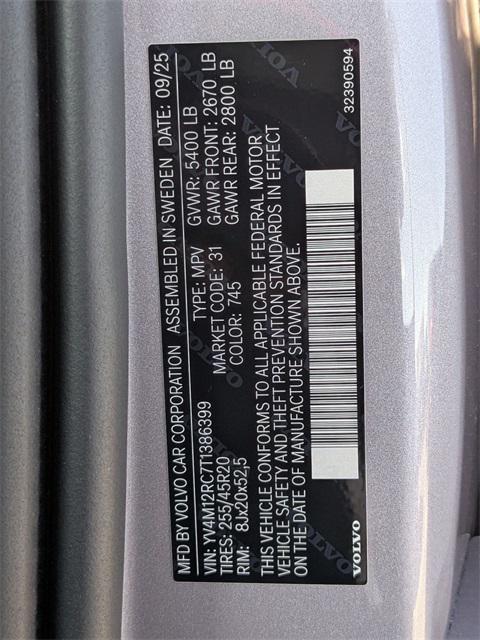 MFD BY VOLVO CAR CORPORATION ASSEMBLED IN SWEDEN DATE: 09/25
VIN: YV4M12RC7T1386399 TYPE: MPV GVWR: 5400 LB
TIRES: 255/45R20 MARKET CODE: 31 GAWR FRONT: 2670 LB
RIM: 8Jx20x52,5 COLOR: 745 GAWR REAR: 2800 LB
THIS VEHICLE CONFORMS TO ALL APPLICABLE FEDERAL MOTOR
VEHICLE SAFETY AND THEFT PREVENTION STANDARDS IN EFFECT
ON THE DATE OF MANUFACTURE SHOWN ABOVE.
VOLVO 32390594